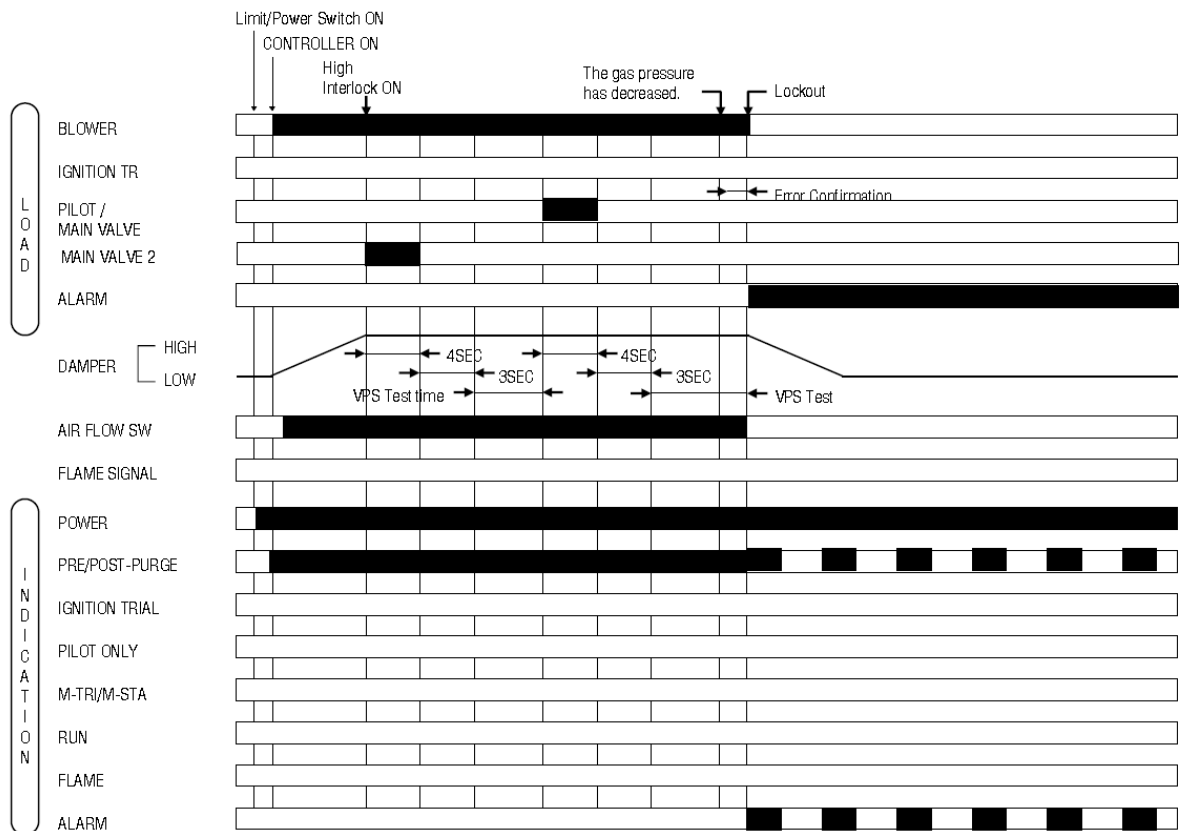 Limit/Power Switch ON
CONTROLLER ON
High
Interlock ON
The gas pressure
has decreased.
Lockout
LOAD
BLOWER
IGNITION TR
Error Confirmation
PILOT /
MAIN VALVE
MAIN VALVE 2
ALARM
DAMPER
HIGH
LOW
4SEC
4SEC
3SEC
3SEC
VPS Test time
VPS Test
AIR FLOW SW
FLAME SIGNAL
INDICATION
POWER
PRE/POST-PURGE
IGNITION TRIAL
PILOT ONLY
M-TRI/M-STA
RUN
FLAME
ALARM